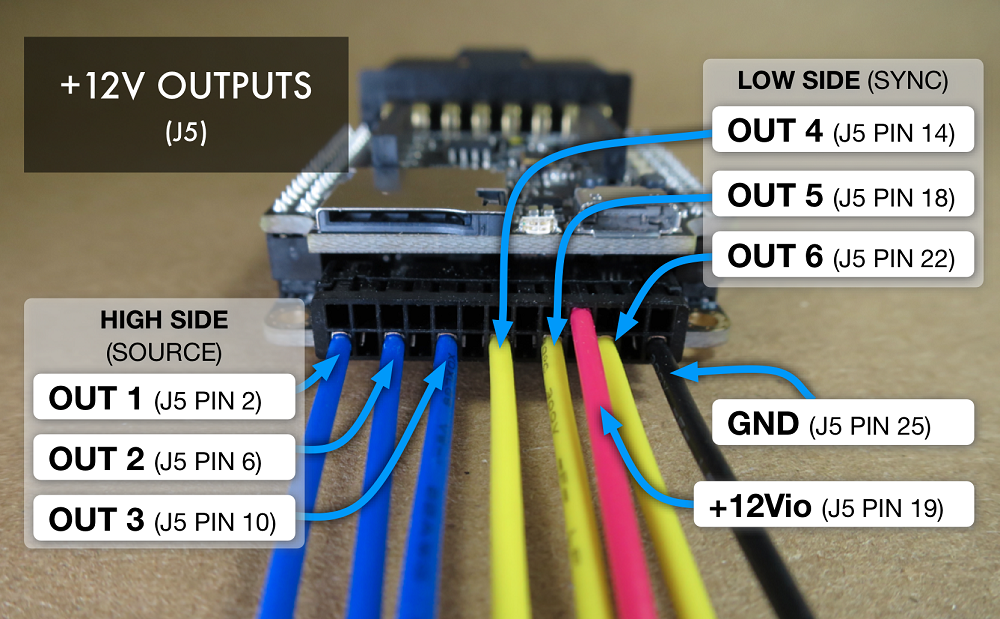 +12V OUTPUTS
(J5)
LOW SIDE (SYNC)
OUT 4 (J5 PIN 14)
OUT 5 (J5 PIN 18)
OUT 6 (J5 PIN 22)
HIGH SIDE
(SOURCE)
OUT 1 (J5 PIN 2)
OUT 2 (J5 PIN 6)
OUT 3 (J5 PIN 10)
GND (J5 PIN 25)
+12Vio (J5 PIN 19)